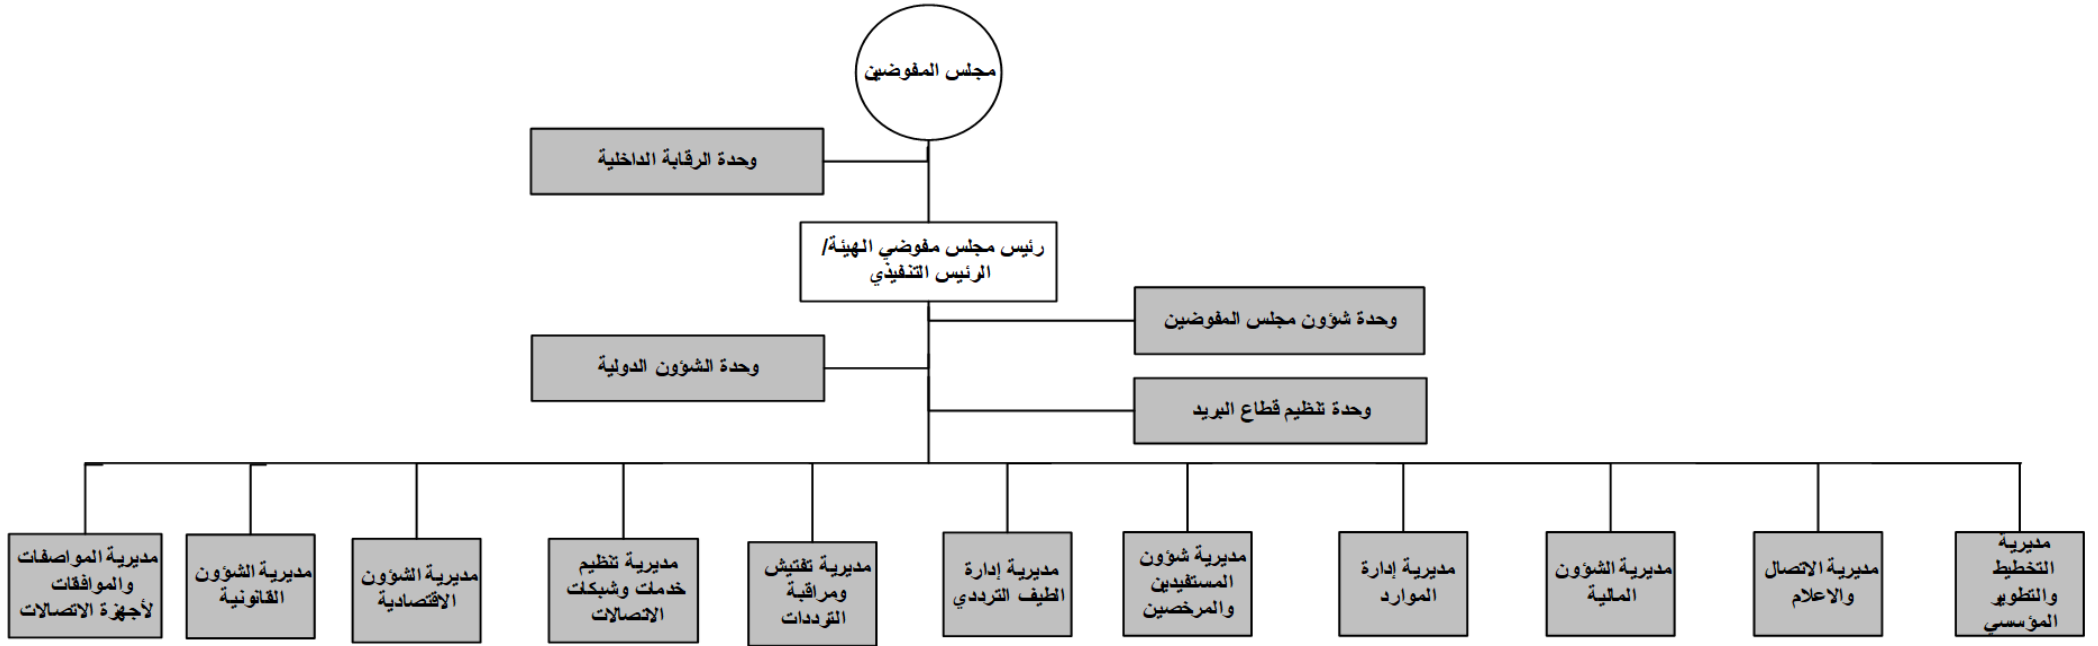 مجلس المفوضين
وحدة الرقابة الداخلية
رئيس مجلس مفوضي الهيئة/
الرئيس التنفيذي
وحدة شؤون مجلس المفوضين
وحدة الشؤون الدولية
وحدة تنظيم قطاع البريد
مديرية
التخطيط
والتطوير
المؤسسي
مديرية الاتصال
والاعلام
مديرية الشؤون
المالية
مديرية إدارة
الموارد
مديرية شؤون
المستفيدين
والمرخصين
مديرية إدارة
الطيف الترددي
مديرية تفتيش
ومراقبة
الترددات
مديرية تنظيم
خدمات وشبكات
الاتصالات
مديرية الشؤون
الاقتصادية
مديرية الشؤون
القانونية
مديرية المواصفات
والموافقات
لأجهزة الاتصالات